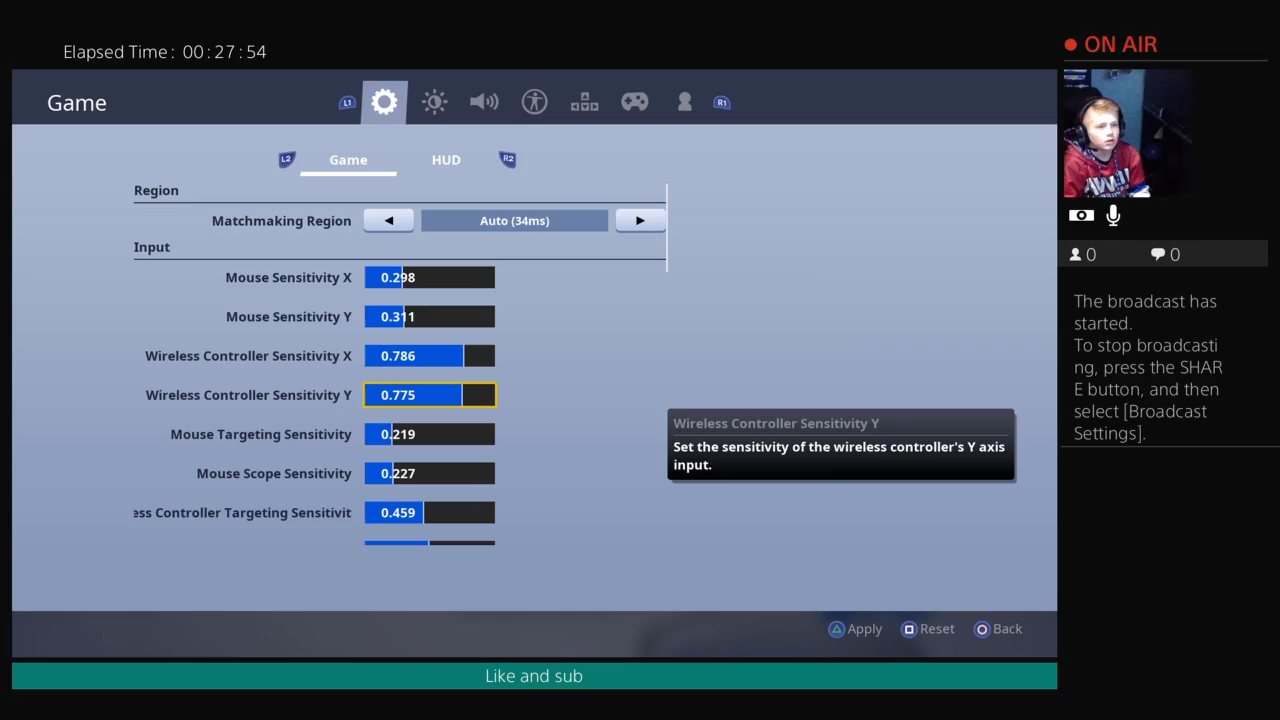 Elapsed Time: 00:27:54
ON AIR
Game
L1
R1
L2
Game
HUD
R2
Region
Matchmaking Region
Auto (34ms)
Input
Mouse Sensitivity X 0.298
Mouse Sensitivity Y 0.311
Wireless Controller Sensitivity X 0.786
Wireless Controller Sensitivity Y 0.775
Mouse Targeting Sensitivity 0.219
Mouse Scope Sensitivity 0.227
ess Controller Targeting Sensitivit 0.459
Wireless Controller Sensitivity Y
Set the sensitivity of the wireless controller's Y axis
input.
Apply
Reset
Back
Like and sub
0
0
The broadcast has
started.
To stop broadcasti
ng, press the SHAR
E button, and then
select [Broadcast
Settings].